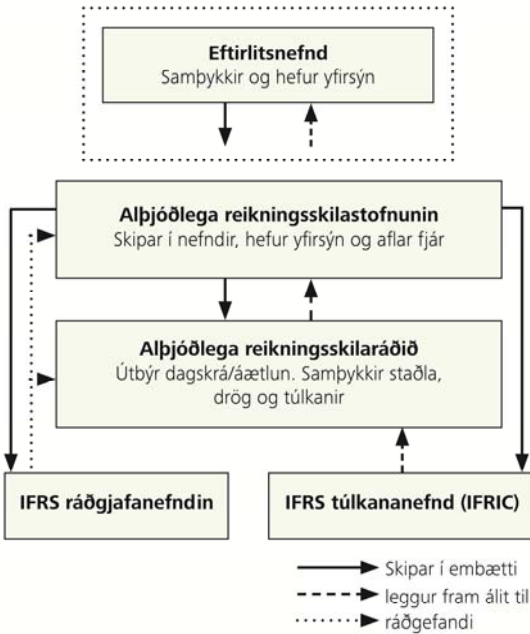 Eftirlitsnefnd
Samþykkir og hefur yfirsýn
Alþjóðlega reikningsskilastofnunin
Skipar í nefndir, hefur yfirsýn og aflar fjár
Alþjóðlega reikningsskilaráðið
Útbýr dagskrá/áætlun. Samþykkir staðla,
drög og túlkanir
IFRS ráðgjafanefndin
IFRS túlkananefnd (IFRIC)
Skipar í embætti
leggur fram álit til
ráðgefandi